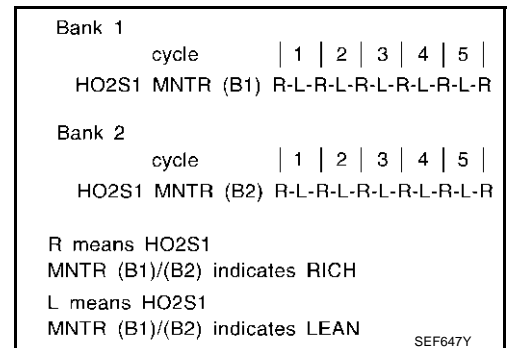 Bank 1
cycle | 1 | 2 | 3 | 4 | 5 |
HO2S1 MNTR (B1) R-L-R-L-R-L-R-L-R-L-R
Bank 2
cycle | 1 | 2 | 3 | 4 | 5 |
HO2S1 MNTR (B2) R-L-R-L-R-L-R-L-R-L-R
R means HO2S1
MNTR (B1)/(B2) indicates RICH
L means HO2S1
MNTR (B1)/(B2) indicates LEAN
SEF647Y